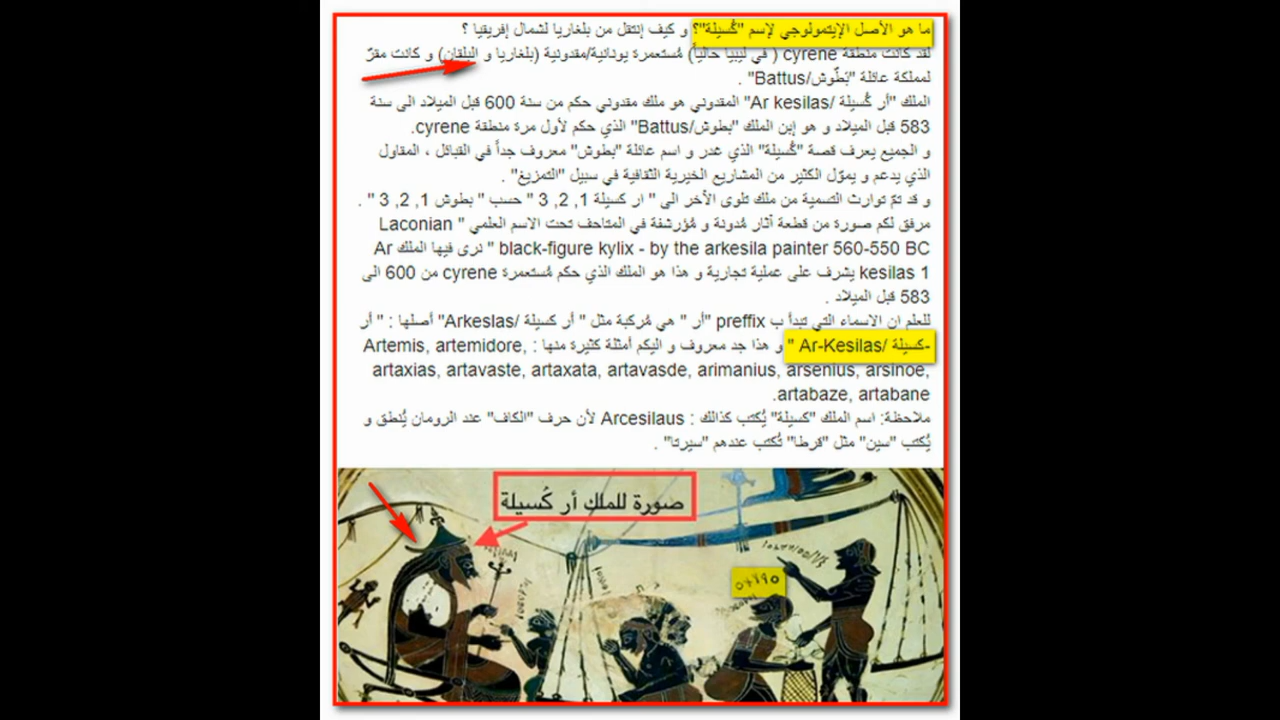 ما هو الأصل الإيتمولوجي لإسم "كُسيلة"؟ و كيف إنتقل من بلغاريا لشمال إفريقيا ؟
لقد كانت منطقة cyrene ( في ليبيا حالياً) مُستعمرة يونانية/مقدونية (بلغاريا و البلقان) و كانت مقرّ
لمملكة عائلة "بَطّوش/Battus" .
الملك "أر كُسيلة /Ar kesilas" المقدوني هو ملك مقدوني حكم من سنة 600 قبل الميلاد الى سنة
583 قبل الميلاد و هو إبن الملك "بطوش/Battus" الذي حكم لأول مرة منطقة cyrene.
و الجميع يعرف قصة "كُسيلة" الذي غدر و اسم عائلة "بطوش" معروف جداً في القبائل ، المقاول
الذي يدعم و يموّل الكثير من المشاريع الخيرية الثقافية في سبيل "التمزيغ" .
و قد تمّ توارث التسمية من ملك تلوى الأخر الى " ار كسيلة 1, 2, 3 " حسب " بطوش 1, 2, 3 " .
مرفق لكم صورة من قطعة آثار مُدونة و مُؤرشفة في المتاحف تحت الاسم العلمي " Laconian
black-figure kylix - by the arkesila painter 560-550 BC " نرى فيها الملك Ar
kesilas 1 يشرف على عملية تجارية و هذا هو الملك الذي حكم مُستعمرة cyrene من 600 الى
583 قبل الميلاد .
للعلم ان الاسماء التي تبدأ ب preffix "أر " هي مُركبة مثل " أر كسيلة /Arkeslas" أصلها : " أر
-كسيلة /Ar-Kesilas " و هذا جد معروف و اليكم أمثلة كثيرة منها : Artemis, artemidore,
artaxias, artavaste, artaxata, artavasde, arimanius, arsenius, arsinoe,
artabaze, artabane.
ملاحظة: اسم الملك "كسيلة" يُكتب كذالك : Arcesilaus لأن حرف "الكاف" عند الرومان يُنطق و
يُكتب "سين" مثل "قرطا" تُكتب عندهم "سيرتا" .
صورة للملك أر كُسيلة